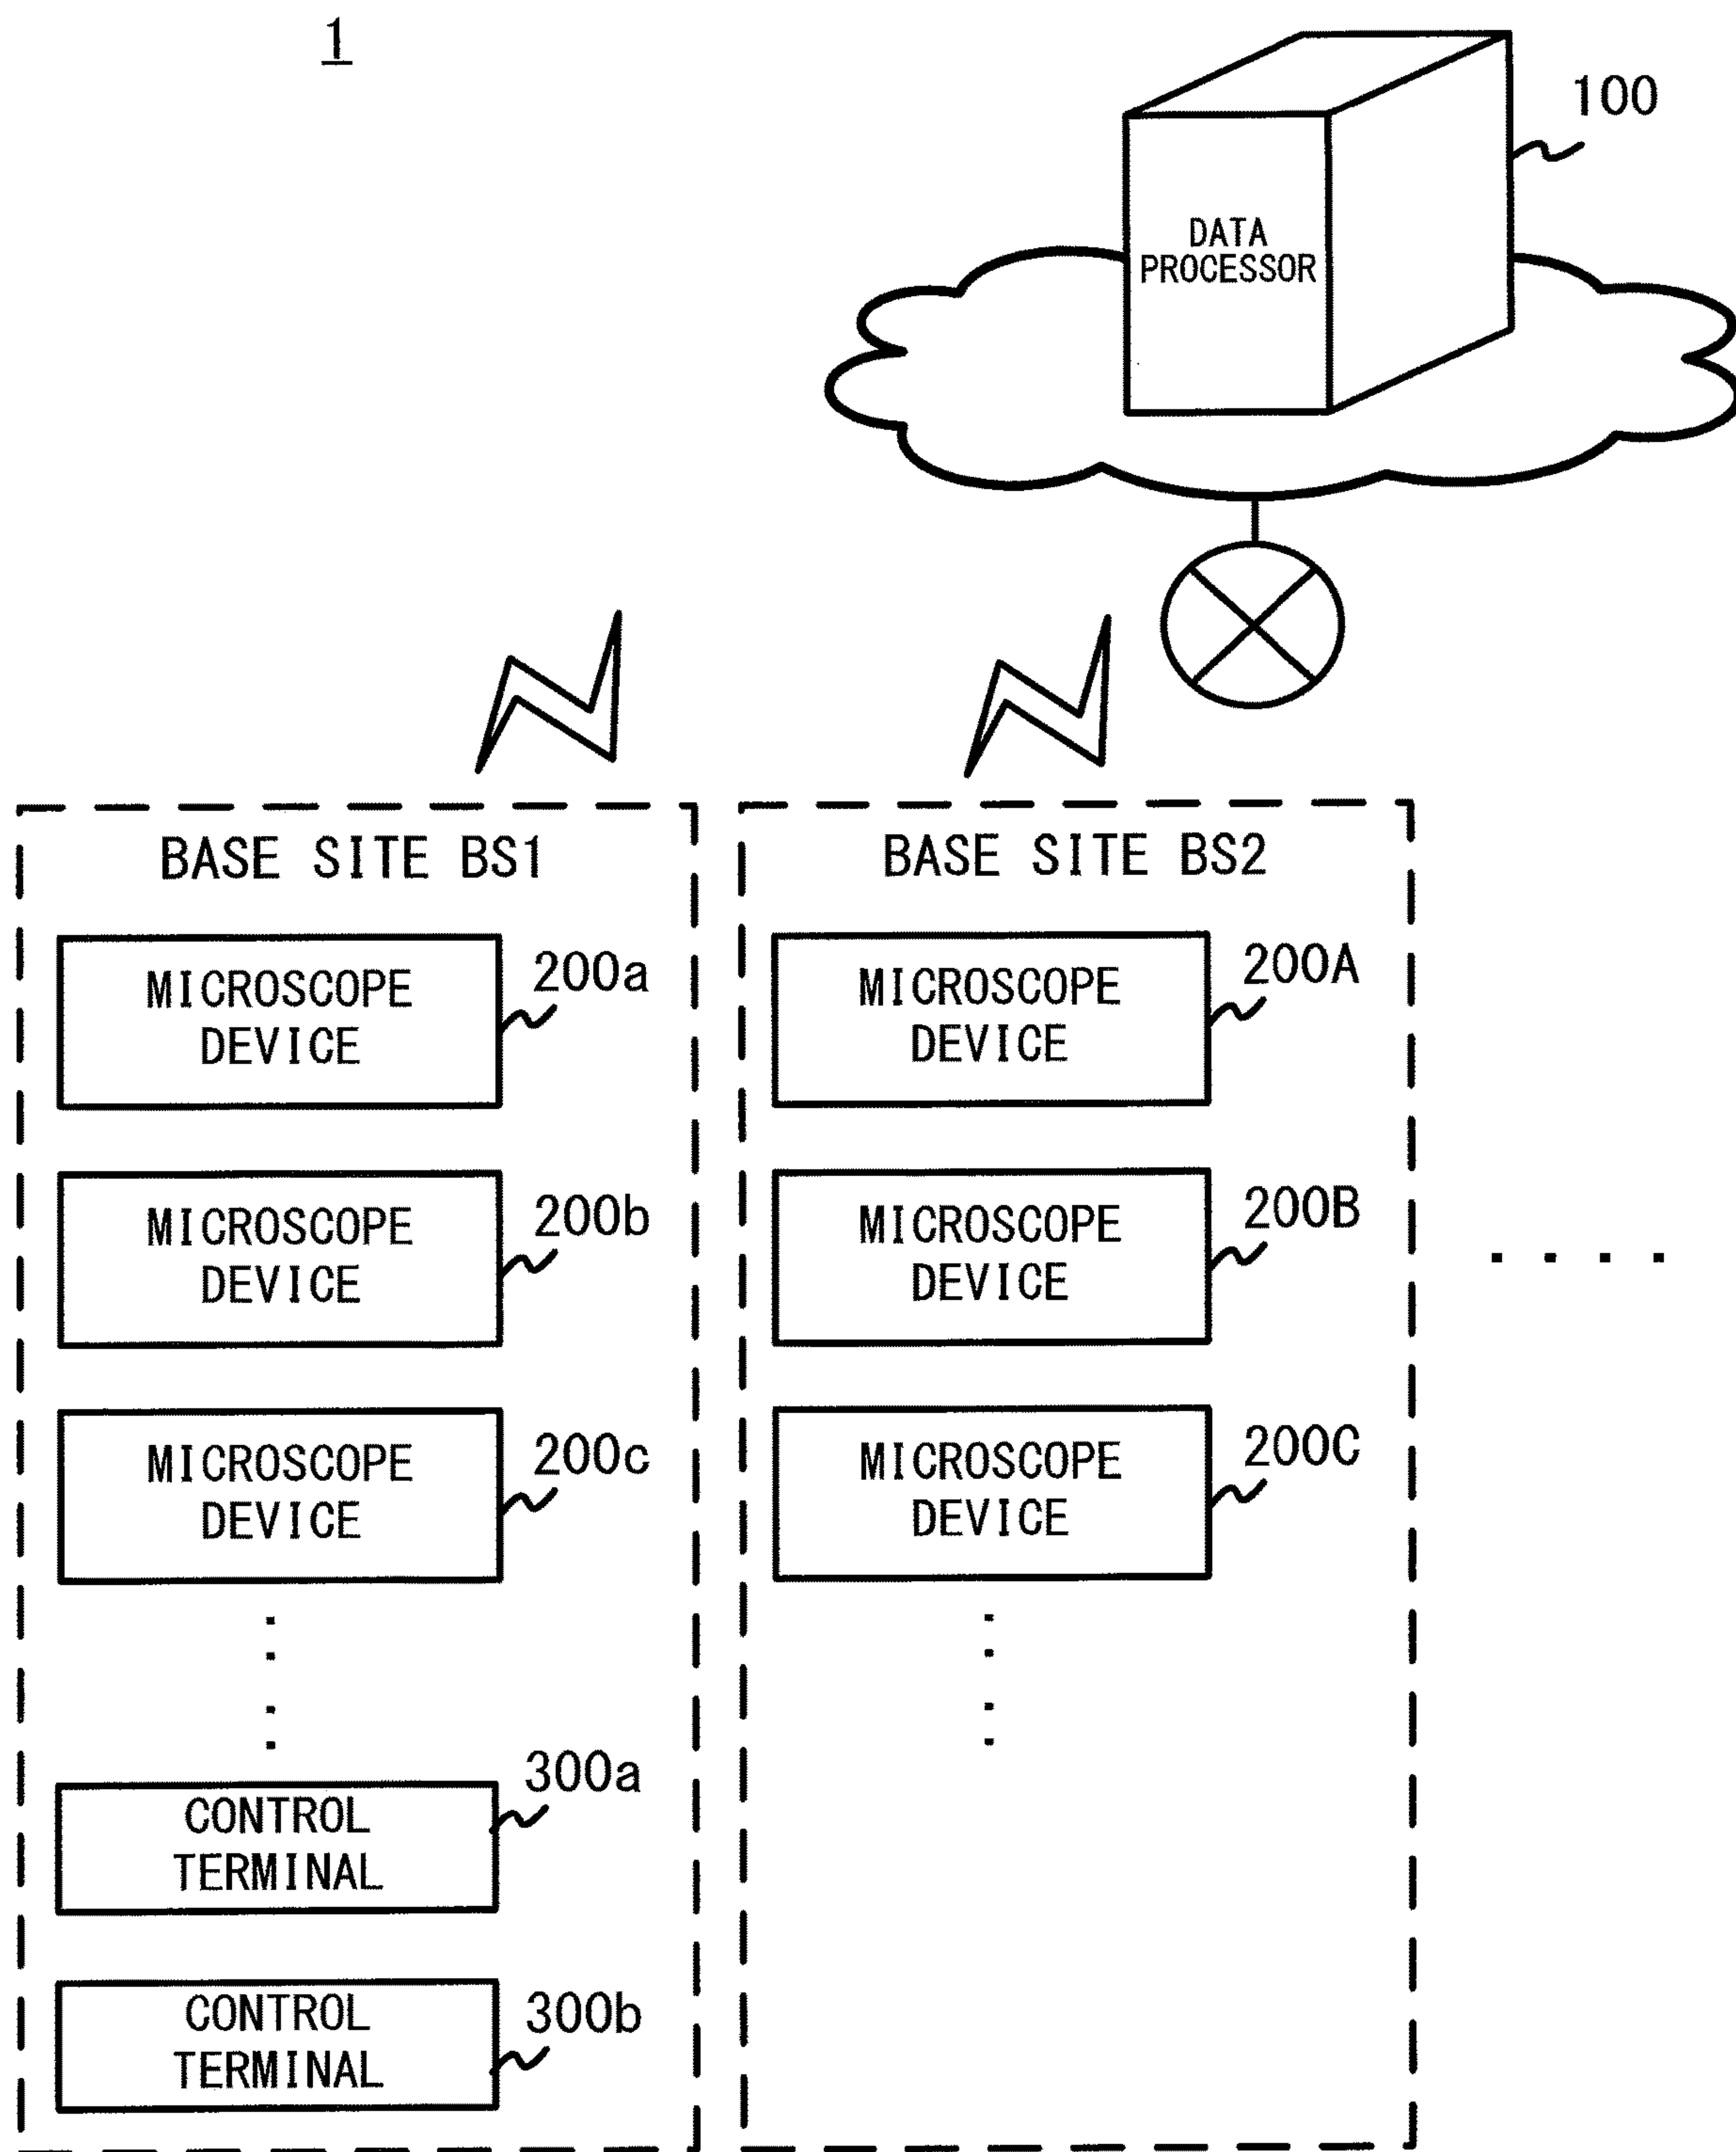 1
100
DATA
PROCESSOR
BASE SITE BS1
MICROSCOPE
DEVICE
200a
MICROSCOPE
DEVICE
200b
MICROSCOPE
DEVICE
200c
CONTROL
TERMINAL
300a
CONTROL
TERMINAL
300b
BASE SITE BS2
MICROSCOPE
DEVICE
200A
MICROSCOPE
DEVICE
200B
MICROSCOPE
DEVICE
200C